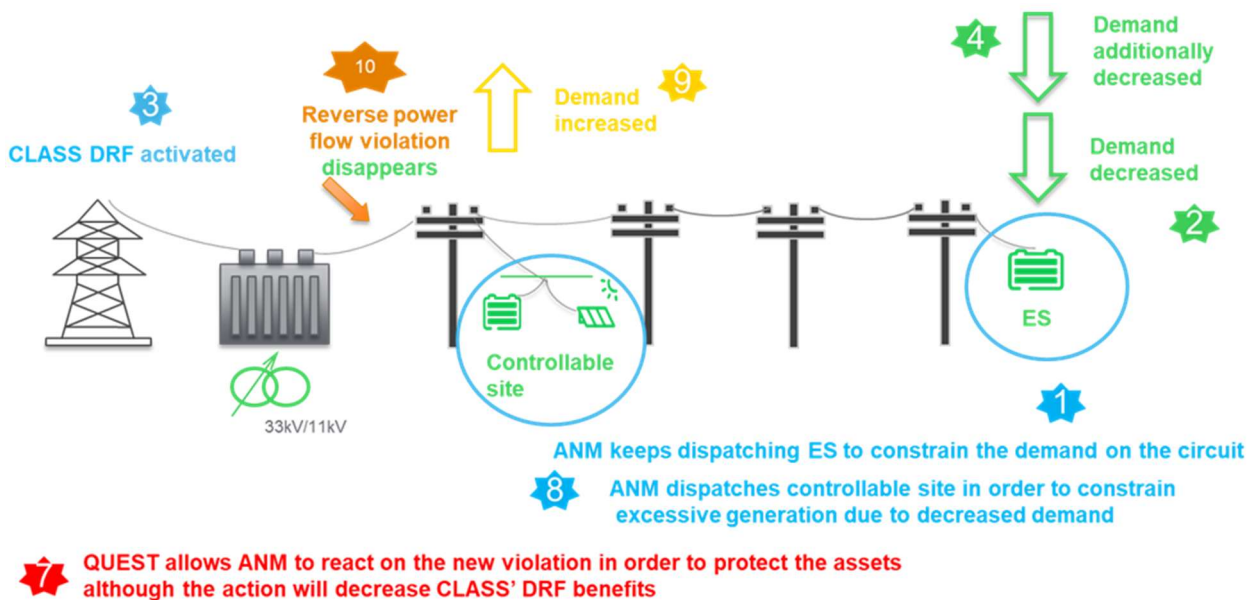 4
Demand
additionally
decreased
10
9
Demand
increased
3
Reverse power
flow violation
disappears
CLASS DRF activated
Demand
decreased
2
ES
Controllable
site
33kV/11kV
1
ANM keeps dispatching ES to constrain the demand on the circuit
8
ANM dispatches controllable site in order to constrain
excessive generation due to decreased demand
7
QUEST allows ANM to react on the new violation in order to protect the assets
although the action will decrease CLASS' DRF benefits